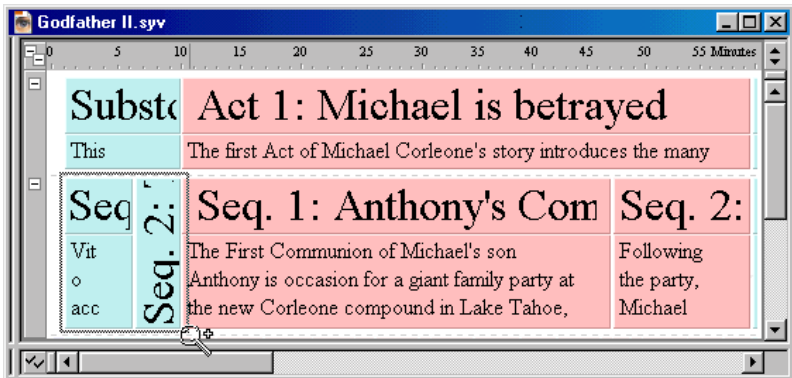 Godfather II.syv
0 5 10 15 20 25 30 35 40 45 50 55 Minutes
Act 1: Michael is betrayed
This
The first Act of Michael Corleone's story introduces the many
Seq
Seq. 2:
Seq. 1: Anthony's Com
Seq. 2:
Vit
o
acc
The First Communion of Michael's son
Anthony is occasion for a giant family party at
the new Corleone compound in Lake Tahoe,
Following
the party,
Michael